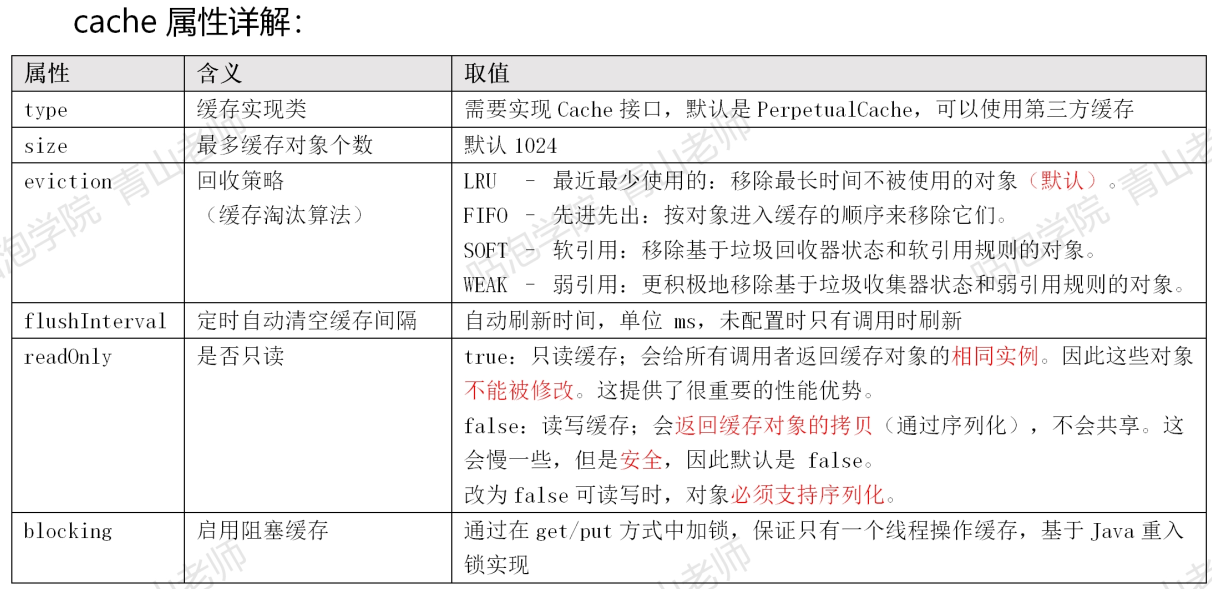 cache 属性详解：
属性 含义 取值
type 缓存实现类 需要实现 Cache 接口，默认是 PerpetualCache，可以使用第三方缓存
size 最多缓存对象个数 默认 1024
eviction 回收策略 LRU - 最近最少使用的：移除最长时间不被使用的对象（默认）。
（缓存淘汰算法） FIFO - 先进先出：按对象进入缓存的顺序来移除它们。
SOFT - 软引用：移除基于垃圾回收器状态和软引用规则的对象。
WEAK - 弱引用：更积极地移除基于垃圾收集器状态和弱引用规则的对象。
flushInterval 定时自动清空缓存间隔 自动刷新时间，单位 ms，未配置时只有调用时刷新
readOnly 是否只读 true：只读缓存；会给所有调用者返回缓存对象的相同实例。因此这些对象
不能被修改。这提供了很重要的性能优势。
false：读写缓存；会返回缓存对象的拷贝（通过序列化），不会共享。这
会慢一些，但是安全，因此默认是 false。
改为 false 可读写时，对象必须支持序列化。
blocking 启用阻塞缓存 通过在 get/put 方式中加锁，保证只有一个线程操作缓存，基于 Java 重入
锁实现
咕泡学院 青山老师
咕泡学院 青山老师
咕泡学院 青山老师